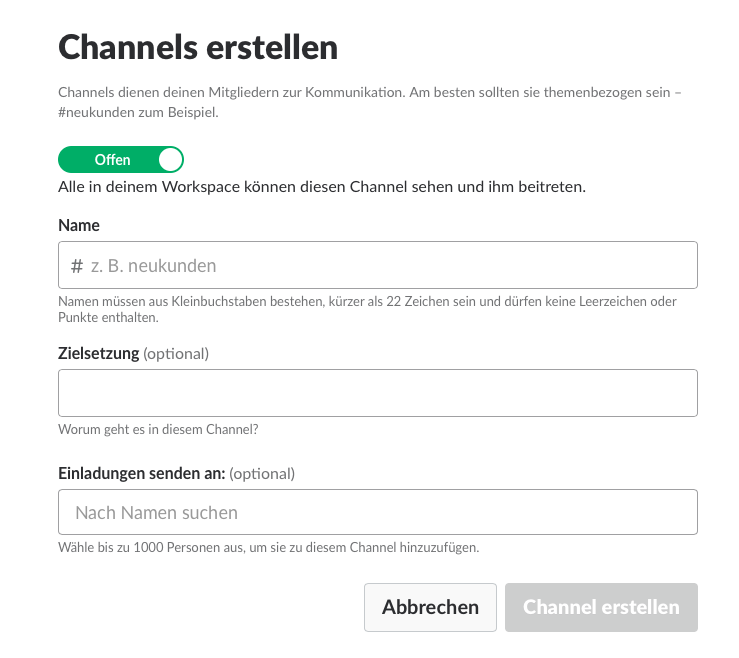 Channels erstellen
Channels dienen deinen Mitgliedern zur Kommunikation. Am besten sollten sie themenbezogen sein –
#neukunden zum Beispiel.
Offen
Alle in deinem Workspace können diesen Channel sehen und ihm beitreten.
Name
# z. B. neukunden
Namen müssen aus Kleinbuchstaben bestehen, kürzer als 22 Zeichen sein und dürfen keine Leerzeichen oder
Punkte enthalten.
Zielsetzung (optional)
Worum geht es in diesem Channel?
Einladungen senden an: (optional)
Nach Namen suchen
Wähle bis zu 1000 Personen aus, um sie zu diesem Channel hinzuzufügen.
Abbrechen Channel erstellen